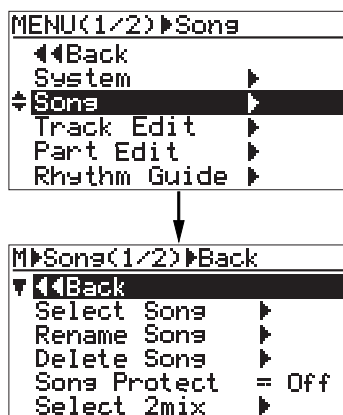 MENU(1/2)▶Song
◀◀Back
System ▶
Song ▶
Track Edit ▶
Part Edit ▶
Rhythm Guide ▶
M▶Song(1/2)▶Back
◀◀Back
Select Song ▶
Rename Song ▶
Delete Song ▶
Song Protect = Off
Select 2mix ▶